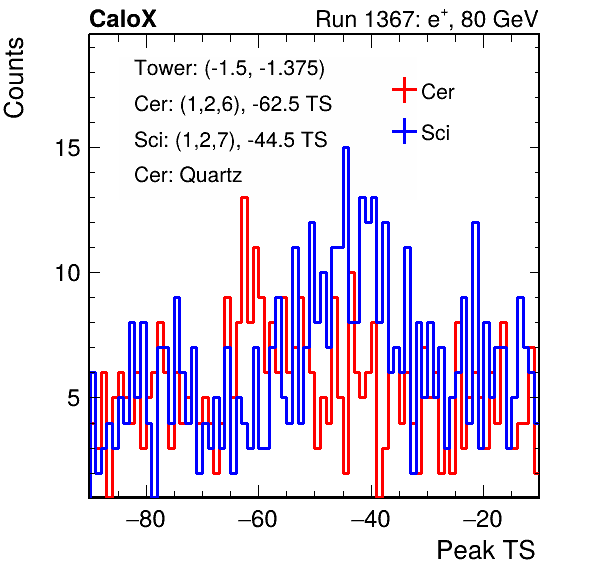 CaloX Run 1367: e⁺, 80 GeV
Counts
Tower: (-1.5, -1.375)
Cer: (1,2,6), -62.5 TS
Sci: (1,2,7), -44.5 TS
Cer: Quartz
Cer
Sci
15
10
5
−80 −60 −40 −20
Peak TS